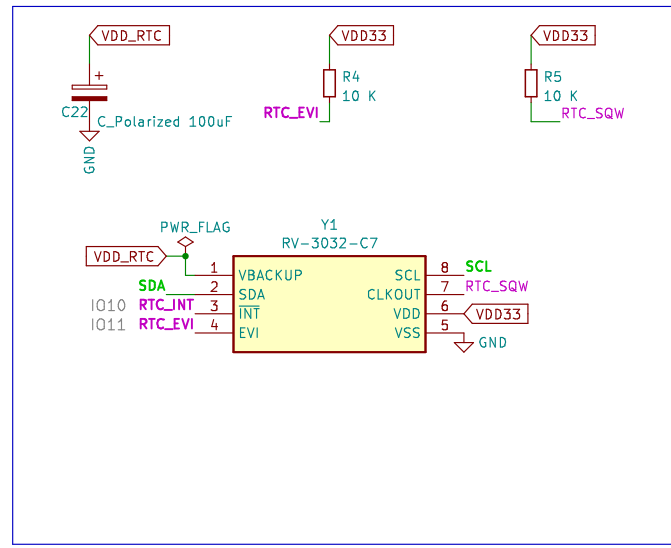 VDD_RTC
VDD33
VDD33
+
R4
10 K
R5
10 K
C22
C_Polarized 100uF
RTC_EVI
RTC_SQW
GND
PWR_FLAG
Y1
RV-3032-C7
VDD_RTC
1 VBACKUP
SCL 8 SCL
SDA 2 SDA
CLKOUT 7 RTC_SQW
IO10 RTC_INT 3 INT
VDD 6 VDD33
IO11 RTC_EVI 4 EVI
VSS 5 GND